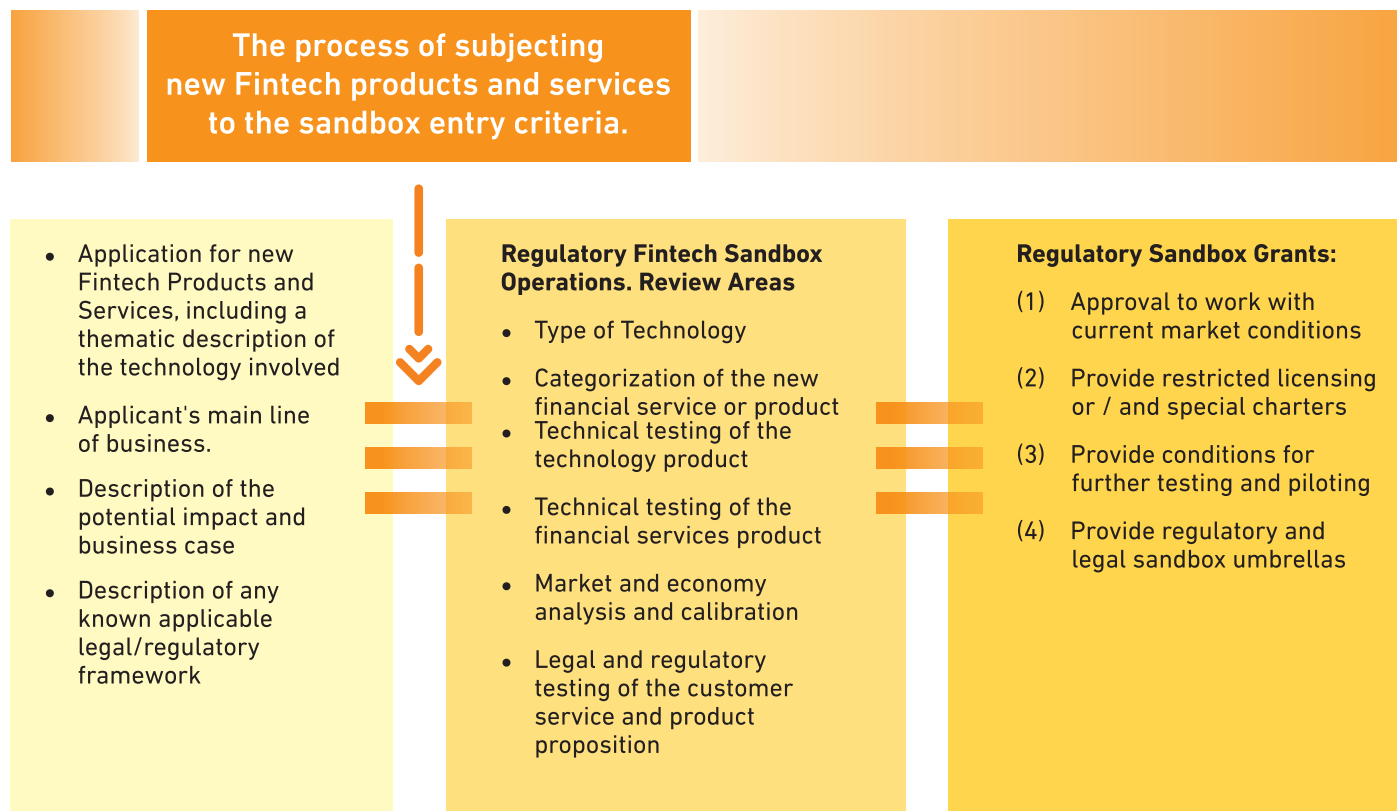 The process of subjecting
new Fintech products and services
to the sandbox entry criteria.
• Application for new
Fintech Products and
Services, including a
thematic description of
the technology involved
• Applicant's main line
of business.
• Description of the
potential impact and
business case
• Description of any
known applicable
legal/regulatory
framework
Regulatory Fintech Sandbox
Operations. Review Areas
• Type of Technology
• Categorization of the new
financial service or product
• Technical testing of the
technology product
• Technical testing of the
financial services product
• Market and economy
analysis and calibration
• Legal and regulatory
testing of the customer
service and product
proposition
Regulatory Sandbox Grants:
(1) Approval to work with
current market conditions
(2) Provide restricted licensing
or / and special charters
(3) Provide conditions for
further testing and piloting
(4) Provide regulatory and
legal sandbox umbrellas